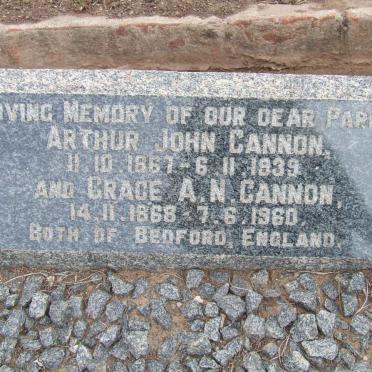 VING MEMORY OF OUR DEAR PAR
ARTHUR JOHN CANNON,
11.10.1867 - 6.11.1939
AND GRACE A.N. CANNON,
14.11.1868 - 7.6.1960.
BOTH OF BEDFORD, ENGLAND.